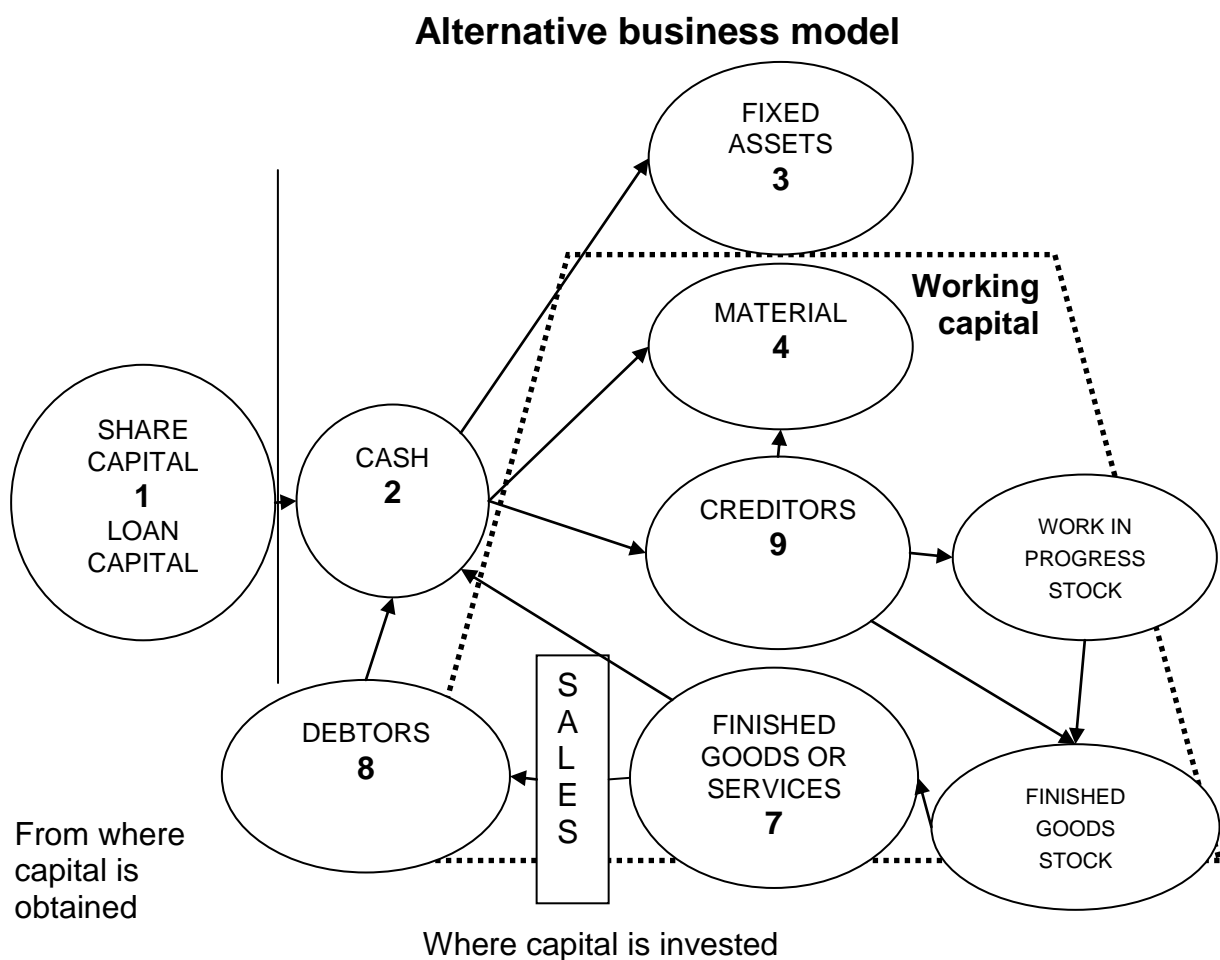 Alternative business model
FIXED
ASSETS
3
Working
capital
MATERIAL
4
SHARE
CAPITAL
1
LOAN
CAPITAL
CASH
2
CREDITORS
9
WORK IN
PROGRESS
STOCK
DEBTORS
8
S
A
L
E
S
FINISHED
GOODS OR
SERVICES
7
FINISHED
GOODS
STOCK
From where
capital is
obtained
Where capital is invested